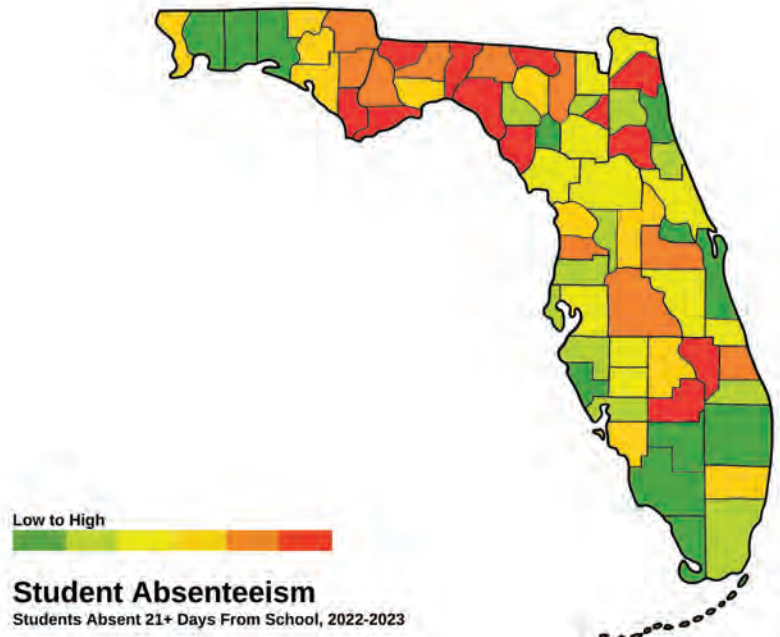 Low to High
Student Absenteeism
Students Absent 21+ Days From School, 2022-2023